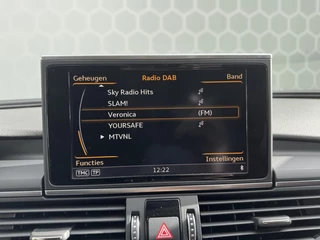 Geheugen Radio DAB Band
Sky Radio Hits
SLAM!
Veronica (FM)
YOURSAFE
MTVNL
Functies Instellingen
TMC TP 12:22